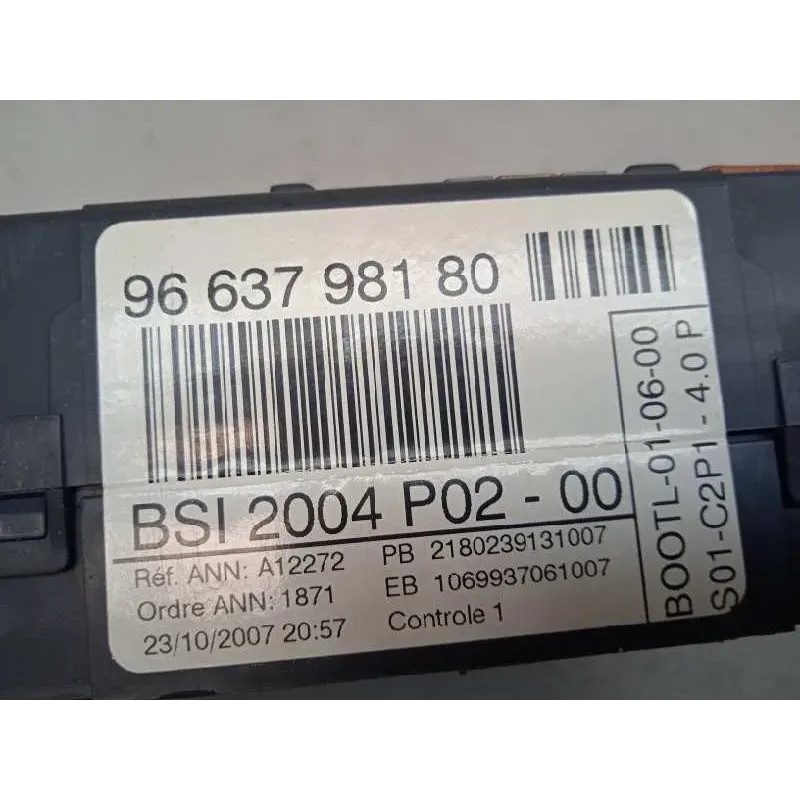 96 637 981 80
BSI 2004 P02 - 00
Réf. ANN: A12272
Ordre ANN: 1871
23/10/2007 20:57
PB 2180239131007
EB 1069937061007
Controle 1
BOOTL-01-06-00
S01-C2P1 - 4.0 P